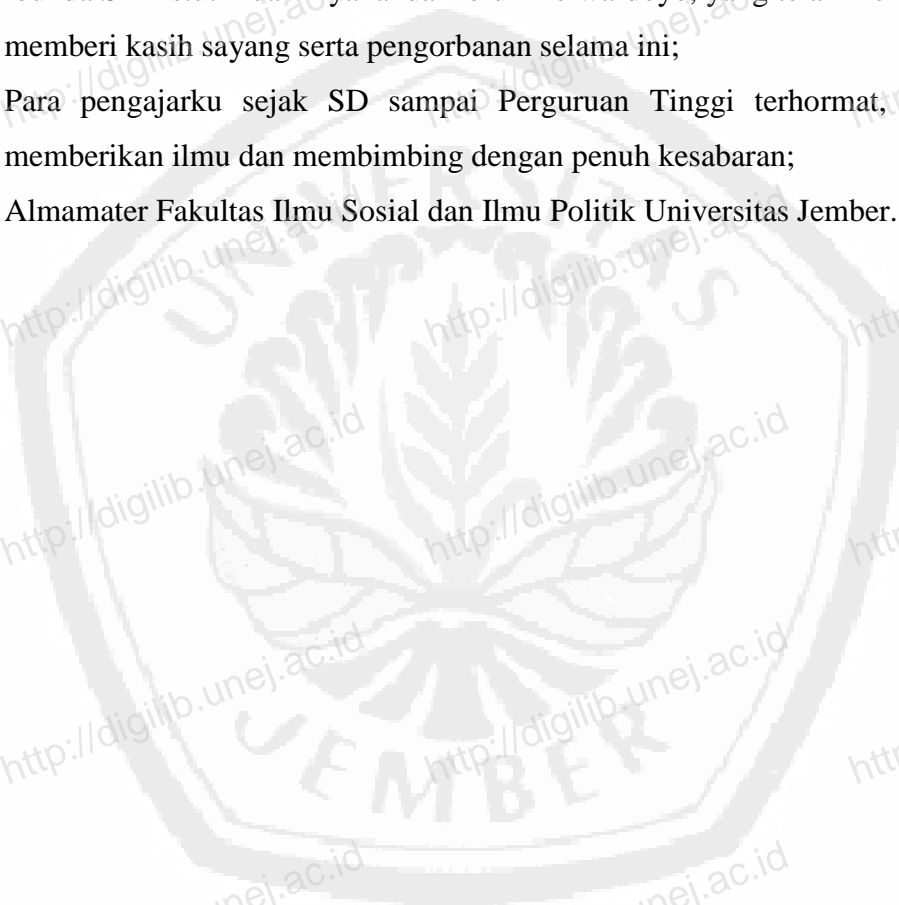 memberi kasih sayang serta pengorbanan selama ini;
Para pengajarku sejak SD sampai Perguruan Tinggi terhormat,
memberikan ilmu dan membimbing dengan penuh kesabaran;
Almamater Fakultas Ilmu Sosial dan Ilmu Politik Universitas Jember.
UNIVERSITAS
JEMBER
http://digilib.unej.ac.id
http://digilib.unej.ac.id
http://digilib.unej.ac.id
http://digilib.unej.ac.id
http://digilib.unej.ac.id
http://digilib.unej.ac.id